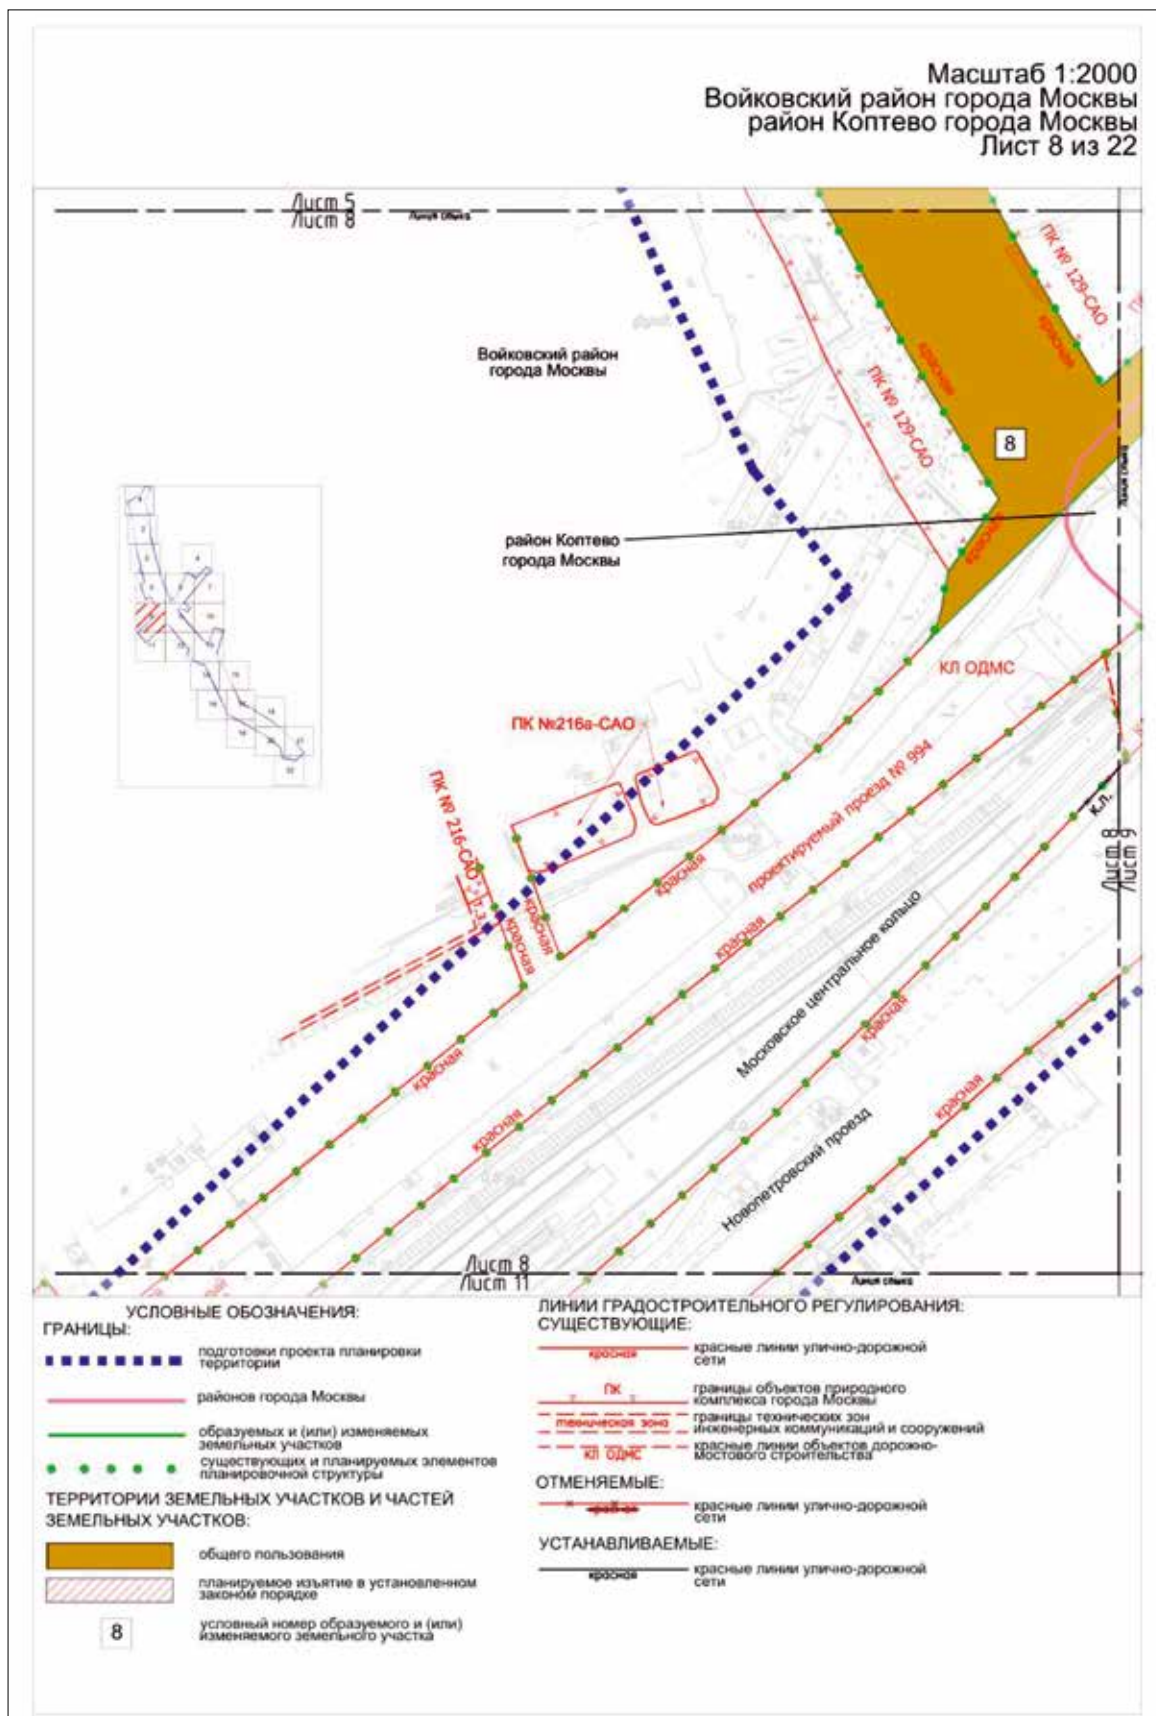 Масштаб 1:2000
Войковский район города Москвы
район Коптево города Москвы
Лист 8 из 22
Лист 5
Лист 8
Линия стыка
ПК № 129-САО
красная
красная
ПК № 129-САО
Войковский район
города Москвы
8
Линия стыка
красная
район Коптево
города Москвы
КЛ ОДМС
ПК №216а-САО
ПК № 216-САО
проектируемый проезд № 994
к.л.
Лист 8
Лист 9
красная
красная
красная
Т.З.
красная
Московское центральное кольцо
красная
красная
красная
красная
Новопетровский проезд
Лист 8
Лист 11
Линия стыка
УСЛОВНЫЕ ОБОЗНАЧЕНИЯ:
ГРАНИЦЫ:
подготовки проекта планировки
территории
районов города Москвы
образуемых и (или) изменяемых
земельных участков
существующих и планируемых элементов
планировочной структуры
ТЕРРИТОРИИ ЗЕМЕЛЬНЫХ УЧАСТКОВ И ЧАСТЕЙ
ЗЕМЕЛЬНЫХ УЧАСТКОВ:
общего пользования
планируемое изъятие в установленном
законом порядке
8
условный номер образуемого и (или)
изменяемого земельного участка
ЛИНИИ ГРАДОСТРОИТЕЛЬНОГО РЕГУЛИРОВАНИЯ:
СУЩЕСТВУЮЩИЕ:
красная
красные линии улично-дорожной
сети
ПК
границы объектов природного
комплекса города Москвы
техническая зона
границы технических зон
инженерных коммуникаций и сооружений
КЛ ОДМС
красные линии объектов дорожно-
мостового строительства
ОТМЕНЯЕМЫЕ:
красная
красные линии улично-дорожной
сети
УСТАНАВЛИВАЕМЫЕ:
красная
красные линии улично-дорожной
сети